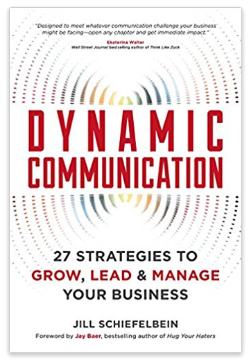 "Designed to meet whatever communication challenge your business
might be facing—open any chapter and get immediate impact."
Ekaterina Walter
Wall Street Journal best selling author of Think Like Zuck
DYNAMIC
COMMUNICATION
27 STRATEGIES TO
GROW, LEAD & MANAGE
YOUR BUSINESS
JILL SCHIEFELBEIN
Foreword by Jay Baer, bestselling author of Hug Your Haters